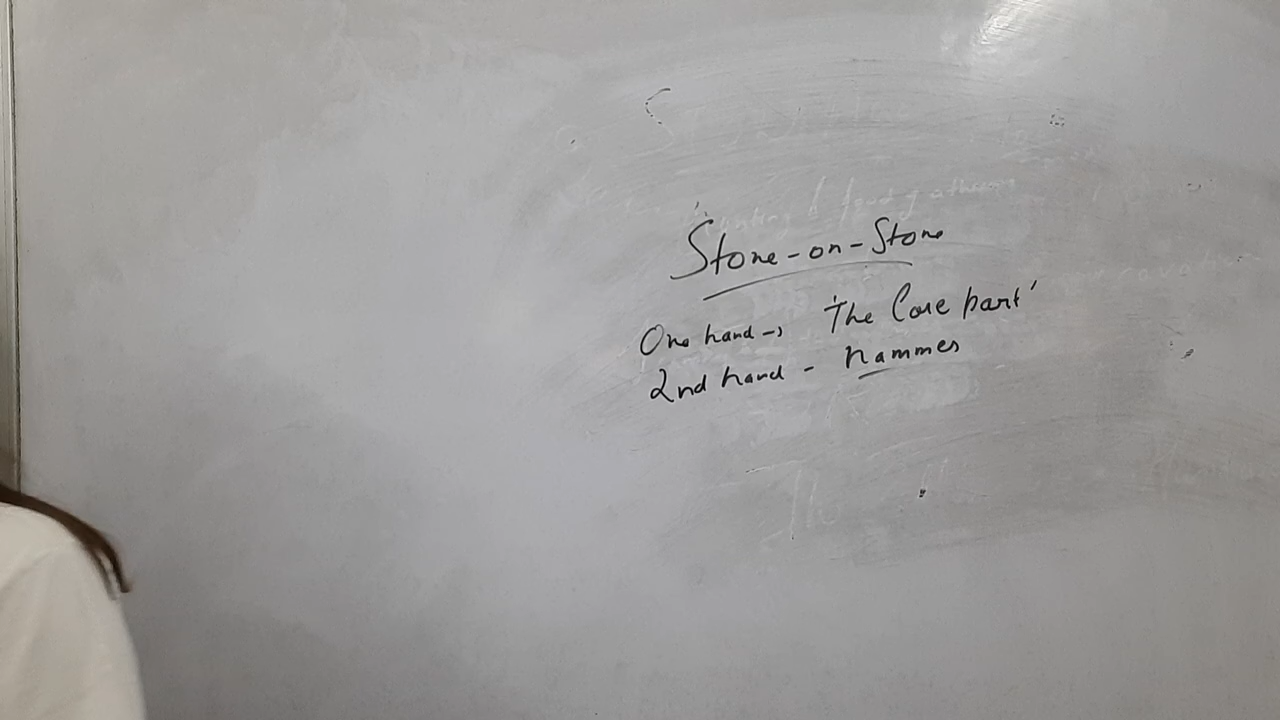 Stone-on-Stone
One hand → 'The Core part'
2nd hand - hammer